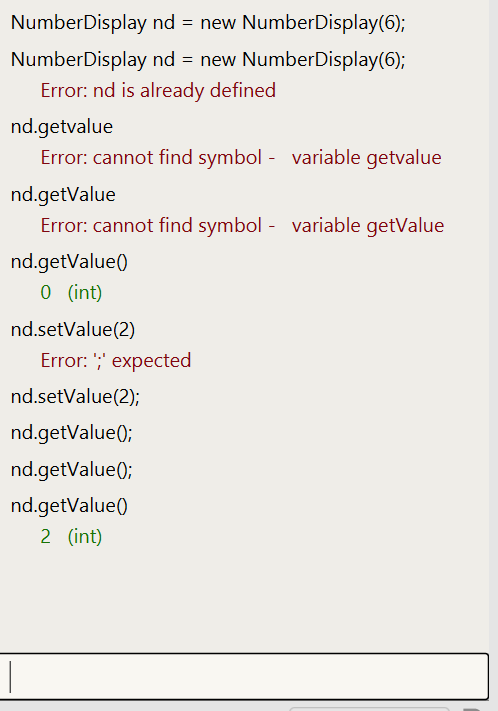 NumberDisplay nd = new NumberDisplay(6);
NumberDisplay nd = new NumberDisplay(6);
Error: nd is already defined
nd.getvalue
Error: cannot find symbol -   variable getvalue
nd.getValue
Error: cannot find symbol -   variable getValue
nd.getValue()
0   (int)
nd.setValue(2)
Error: ';' expected
nd.setValue(2);
nd.getValue();
nd.getValue();
nd.getValue()
2   (int)